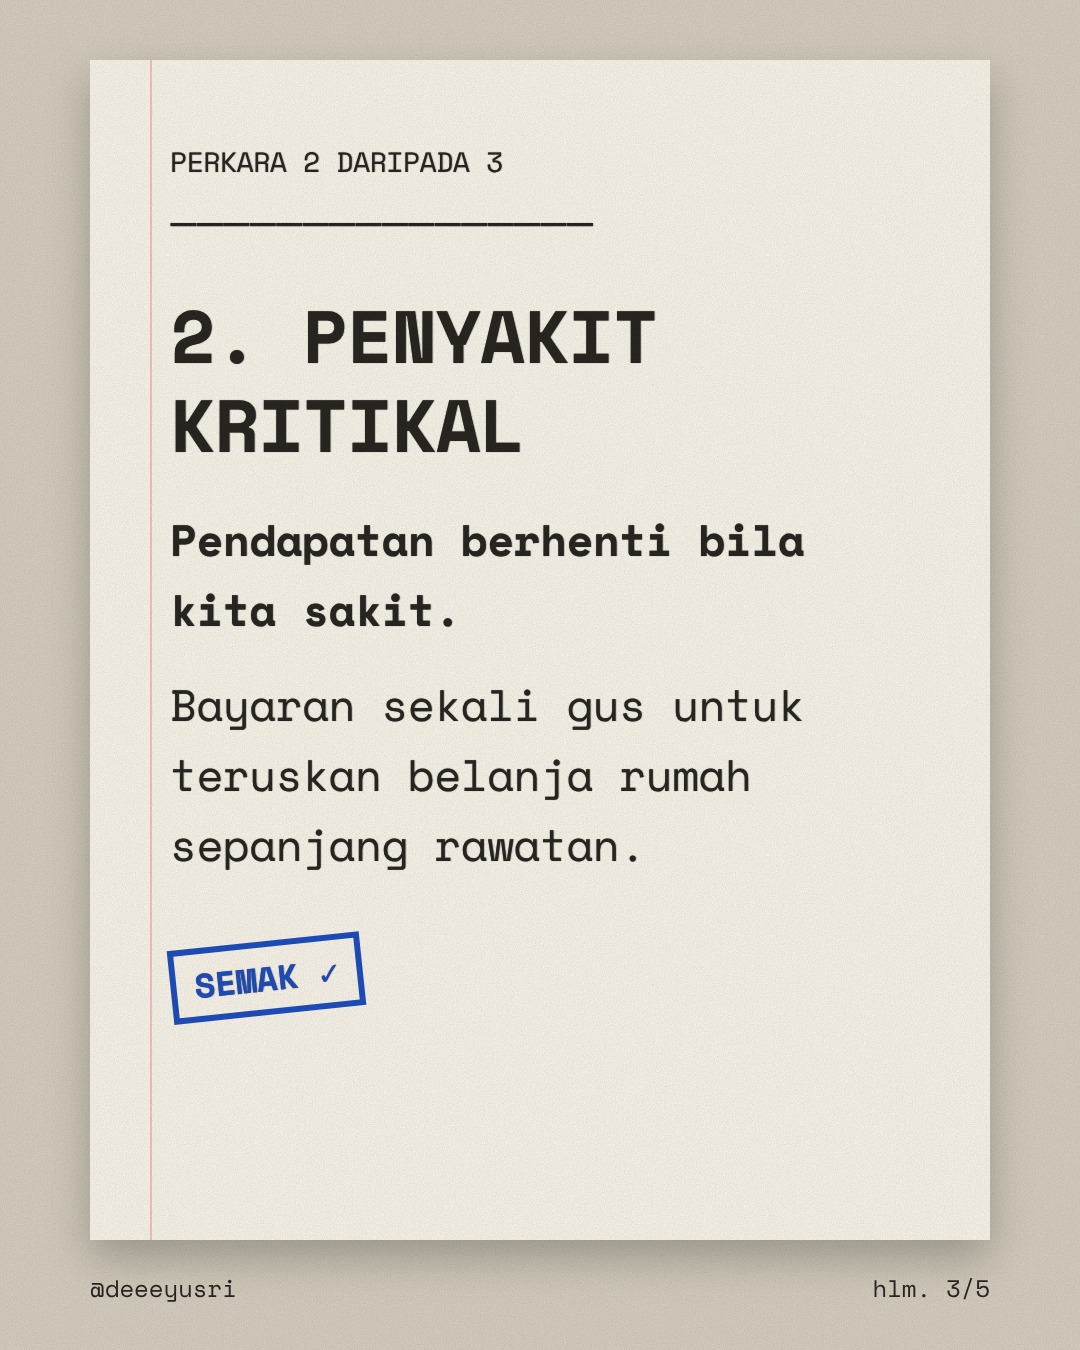 PERKARA 2 DARIPADA 3
————————————————
2. PENYAKIT
KRITIKAL
Pendapatan berhenti bila
kita sakit.
Bayaran sekali gus untuk
teruskan belanja rumah
sepanjang rawatan.
SEMAK ✓
@deeeyusri
hlm. 3/5